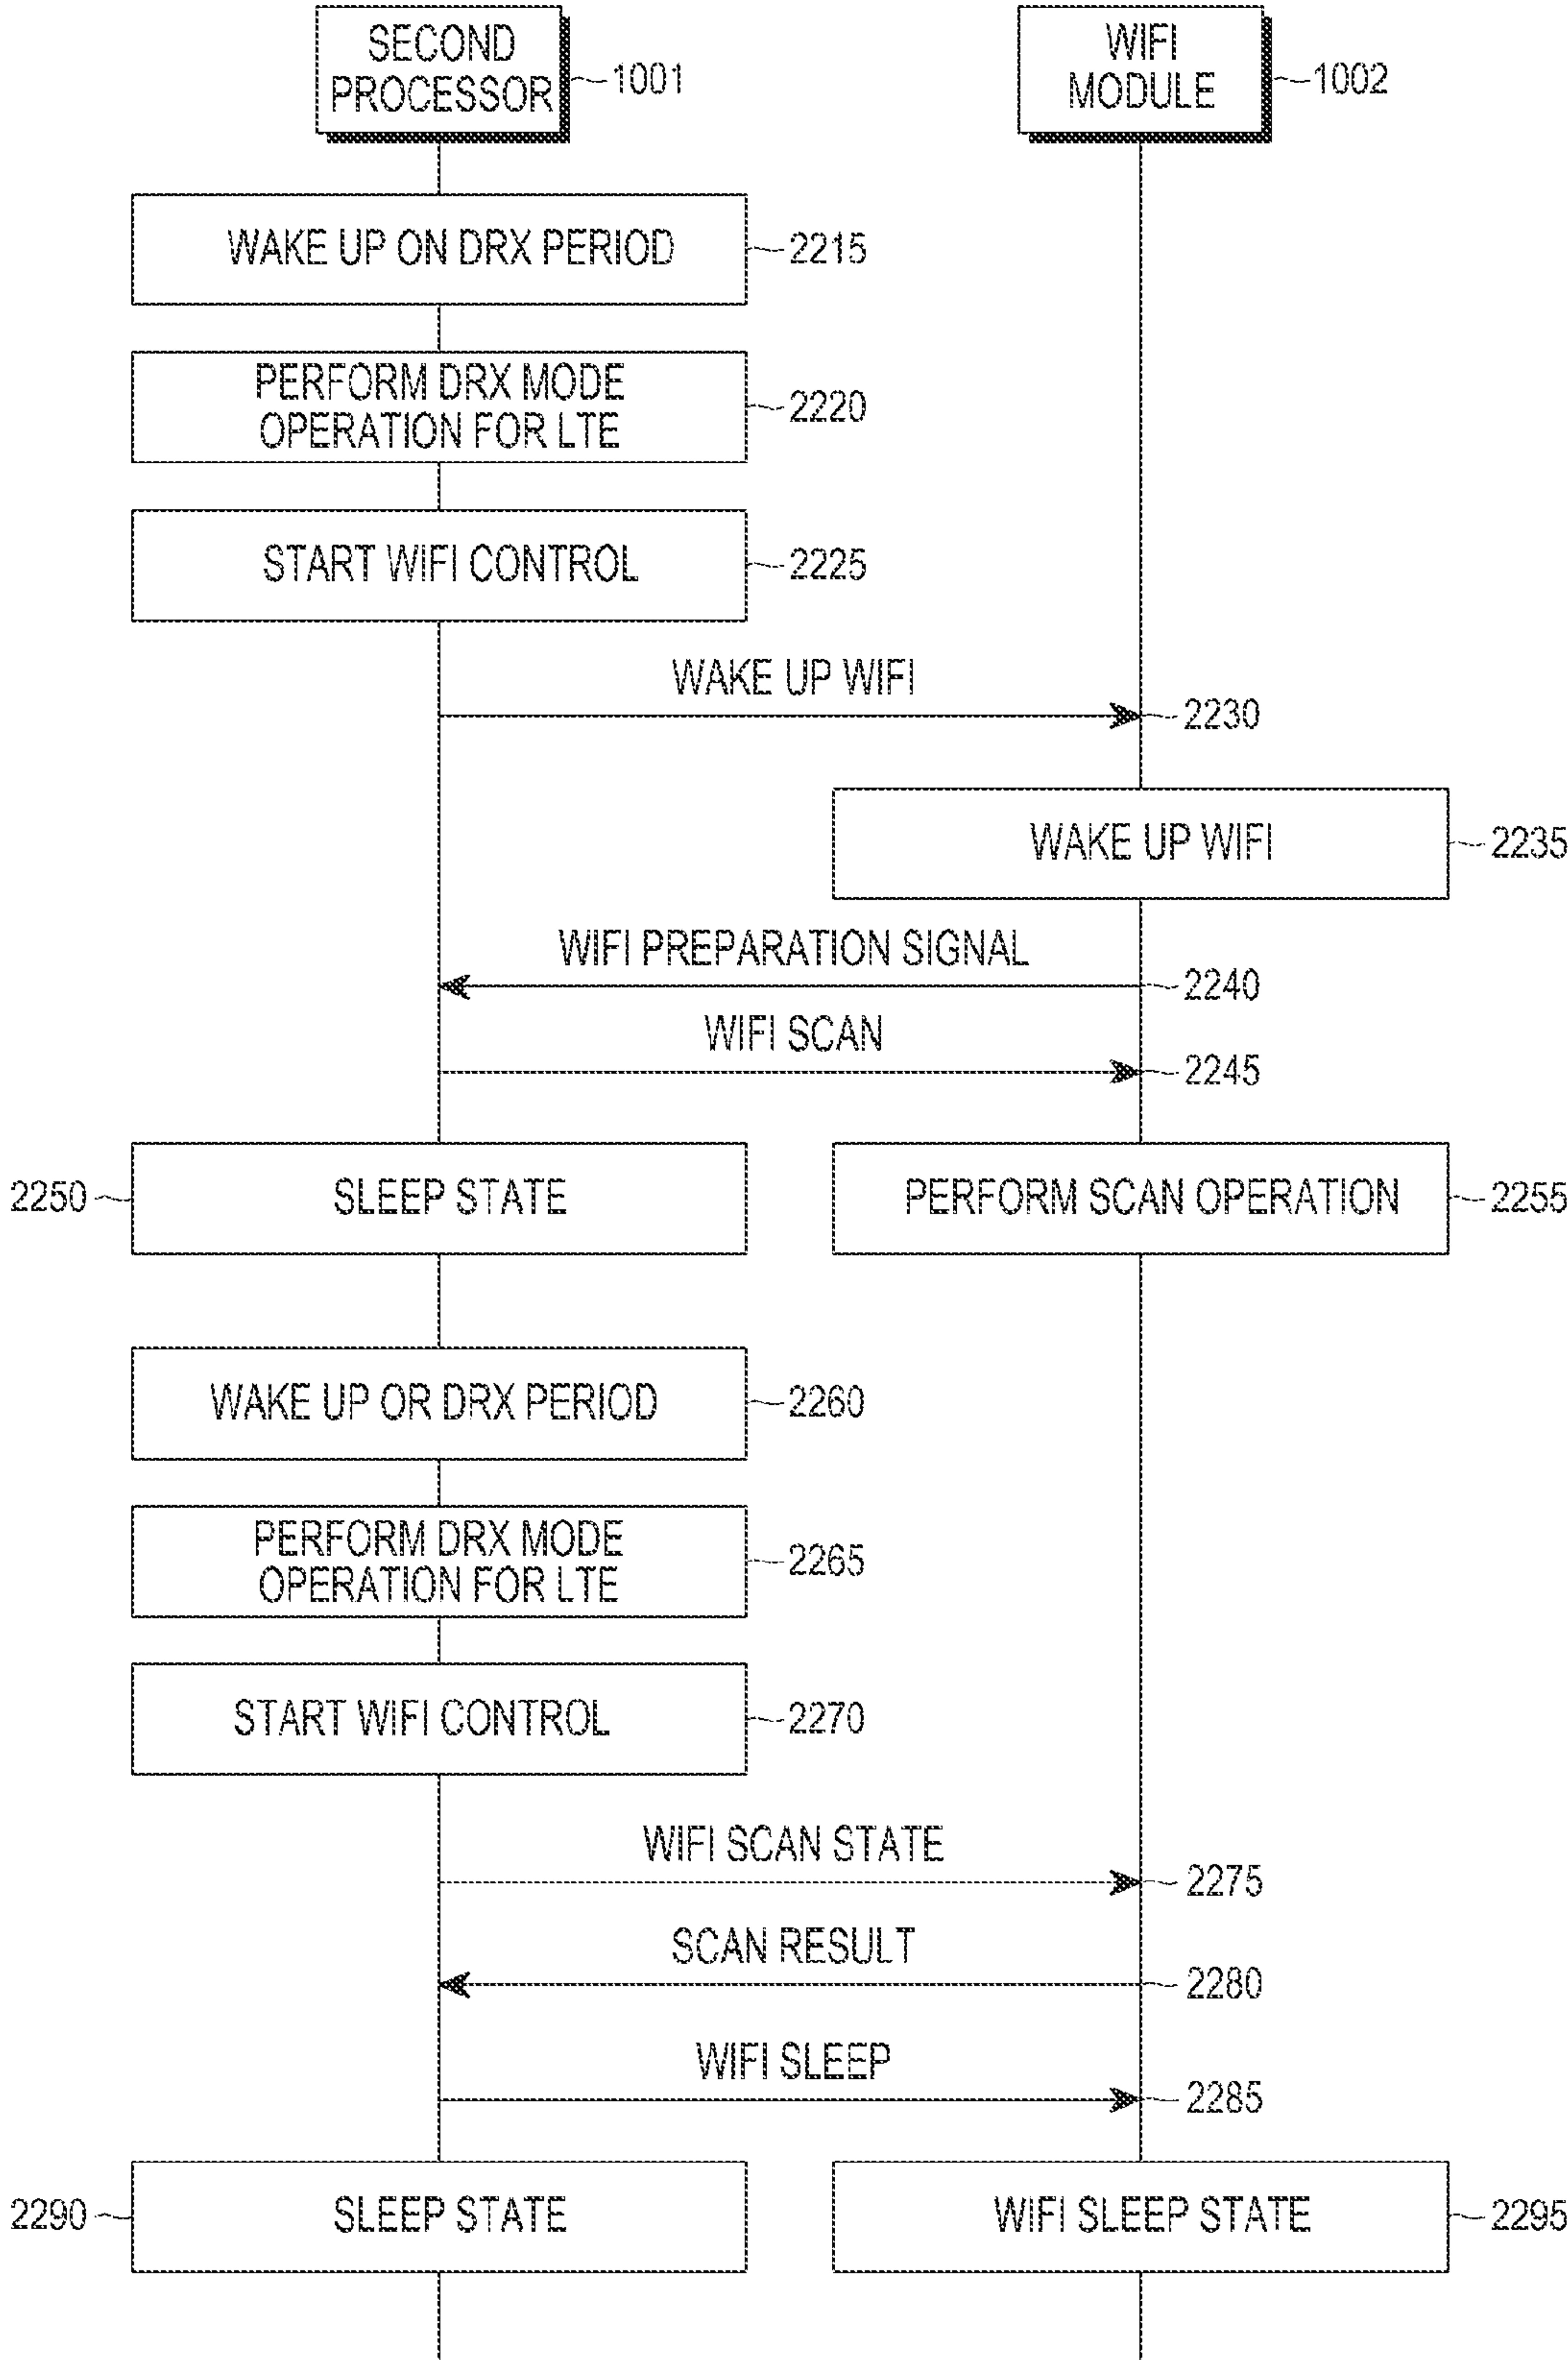 SECOND
PROCESSOR
1001
WIFI
MODULE
1002
WAKE UP ON DRX PERIOD
2215
PERFORM DRX MODE
OPERATION FOR LTE
2220
START WIFI CONTROL
2225
WAKE UP WIFI
2230
WAKE UP WIFI
2235
WIFI PREPARATION SIGNAL
2240
WIFI SCAN
2245
2250
SLEEP STATE
PERFORM SCAN OPERATION
2255
WAKE UP OR DRX PERIOD
2260
PERFORM DRX MODE
OPERATION FOR LTE
2265
START WIFI CONTROL
2270
WIFI SCAN STATE
2275
SCAN RESULT
2280
WIFI SLEEP
2285
2290
SLEEP STATE
WIFI SLEEP STATE
2295